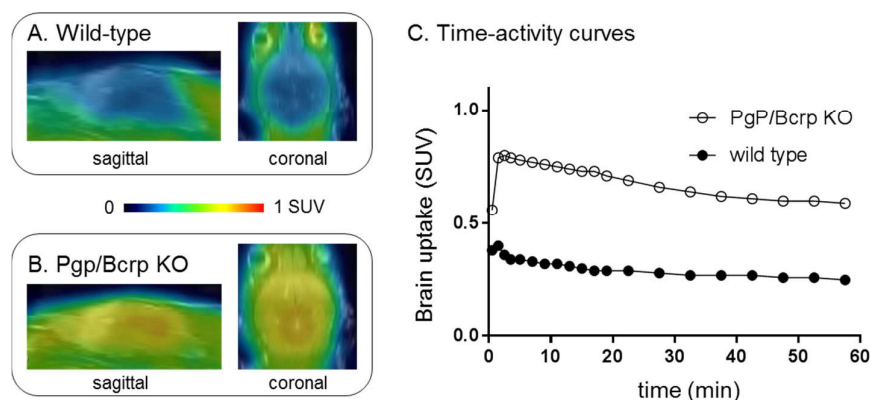 A. Wild-type
sagittal
coronal
0
1 SUV
B. Pgp/Bcrp KO
sagittal
coronal
C. Time-activity curves
PgP/Bcrp KO
wild type
Brain uptake (SUV)
1.0
0.5
0.0
0 10 20 30 40 50 60
time (min)